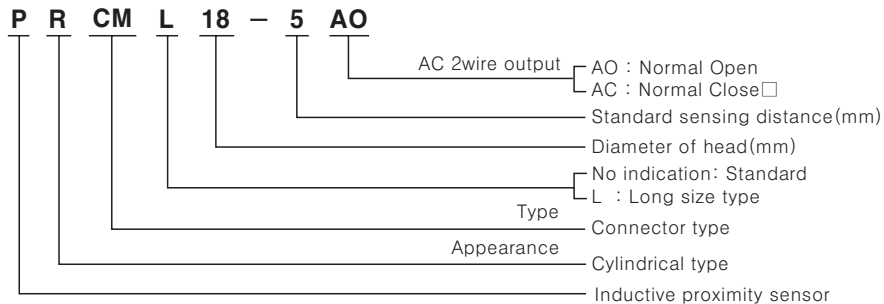 P R CM L 18 – 5 AO
AC 2wire output
AO : Normal Open
AC : Normal Close□
Standard sensing distance(mm)
Diameter of head(mm)
No indication: Standard
L : Long size type
Type
Connector type
Appearance
Cylindrical type
Inductive proximity sensor